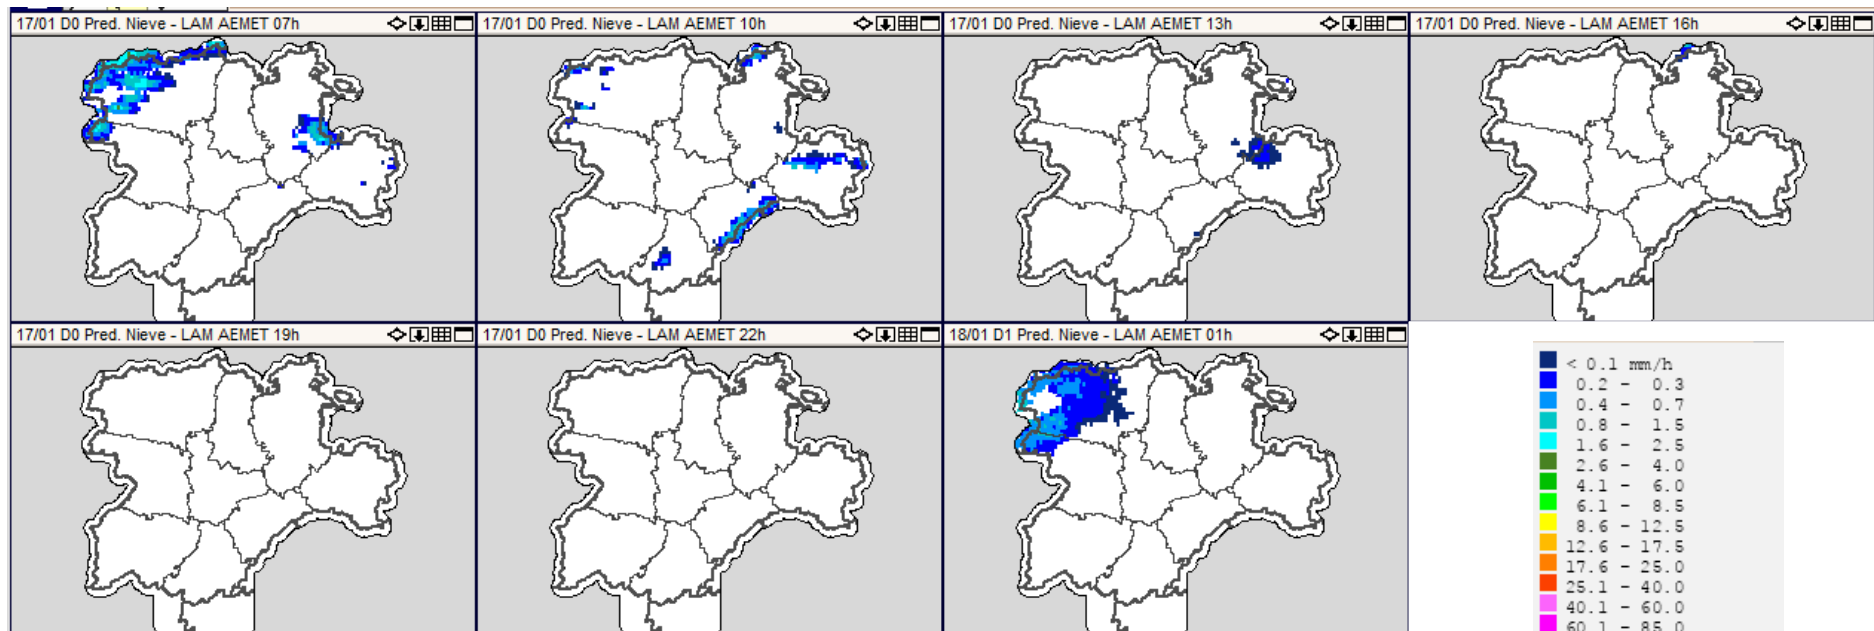 17/01 D0 Pred. Nieve - LAM AEMET 07h
17/01 D0 Pred. Nieve - LAM AEMET 10h
17/01 D0 Pred. Nieve - LAM AEMET 13h
17/01 D0 Pred. Nieve - LAM AEMET 16h
17/01 D0 Pred. Nieve - LAM AEMET 19h
17/01 D0 Pred. Nieve - LAM AEMET 22h
18/01 D1 Pred. Nieve - LAM AEMET 01h
< 0.1 mm/h
0.2 - 0.3
0.4 - 0.7
0.8 - 1.5
1.6 - 2.5
2.6 - 4.0
4.1 - 6.0
6.1 - 8.5
8.6 - 12.5
12.6 - 17.5
17.6 - 25.0
25.1 - 40.0
40.1 - 60.0
60.1 - 85.0